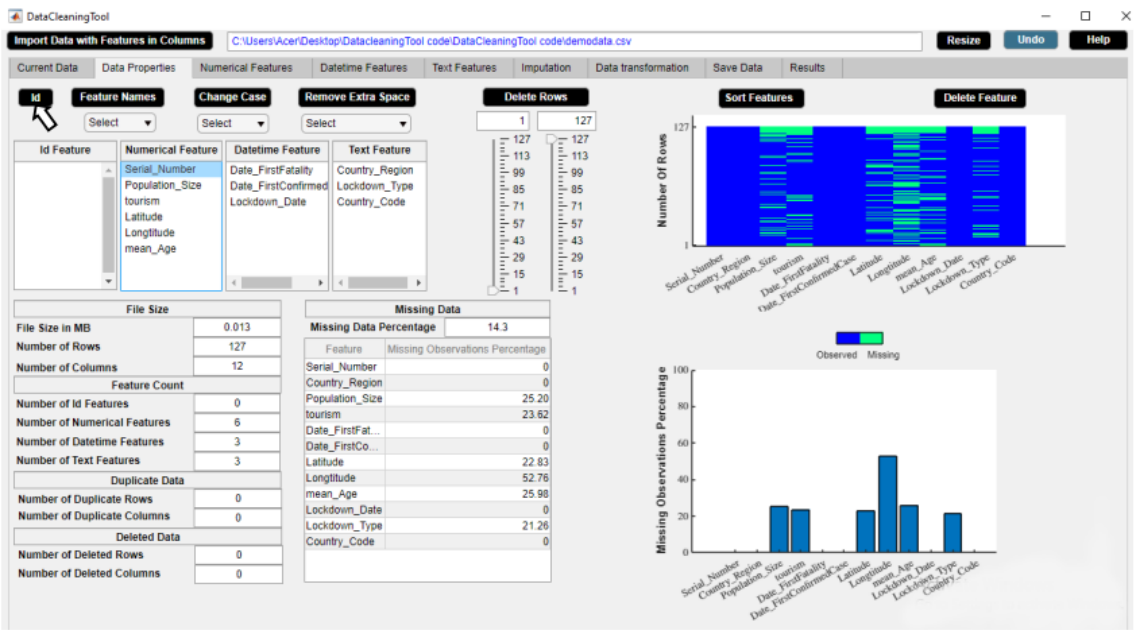 DataCleaningTool
Import Data with Features in Columns C:\Users\Acer\Desktop\DatacleaningTool code\DataCleaningTool code\demodata.csv Resize Undo Help
Current Data Data Properties Numerical Features Datetime Features Text Features Imputation Data transformation Save Data Results
Id Feature Names Change Case Remove Extra Space Delete Rows Sort Features Delete Feature
Select Select Select 1 127
Id Feature Numerical Feature Datetime Feature Text Feature
Serial_Number Date_FirstFatality Country_Region
Population_Size Date_FirstConfirmed Lockdown_Type
tourism Lockdown_Date Country_Code
Latitude
Longtitude
mean_Age
127 127
113 113
99 99
85 85
71 71
57 57
43 43
29 29
15 15
1 1
Number Of Rows
127
1
Serial_Number Country_Region Population_Size tourism Date_FirstFatality Date_FirstConfirmedCase Latitude Longtitude mean_Age Lockdown_Date Lockdown_Type Country_Code
Observed Missing
File Size
File Size in MB 0.013
Number of Rows 127
Number of Columns 12
Feature Count
Number of Id Features 0
Number of Numerical Features 6
Number of Datetime Features 3
Number of Text Features 3
Duplicate Data
Number of Duplicate Rows 0
Number of Duplicate Columns 0
Deleted Data
Number of Deleted Rows 0
Number of Deleted Columns 0
Missing Data
Missing Data Percentage 14.3
Feature Missing Observations Percentage
Serial_Number 0
Country_Region 0
Population_Size 25.20
tourism 23.62
Date_FirstFat... 0
Date_FirstCo... 0
Latitude 22.83
Longtitude 52.76
mean_Age 25.98
Lockdown_Date 0
Lockdown_Type 21.26
Country_Code 0
Missing Observations Percentage
100
80
60
40
20
0
Serial_Number Country_Region Population_Size tourism Date_FirstFatality Date_FirstConfirmedCase Latitude Longtitude mean_Age Lockdown_Date Lockdown_Type Country_Code